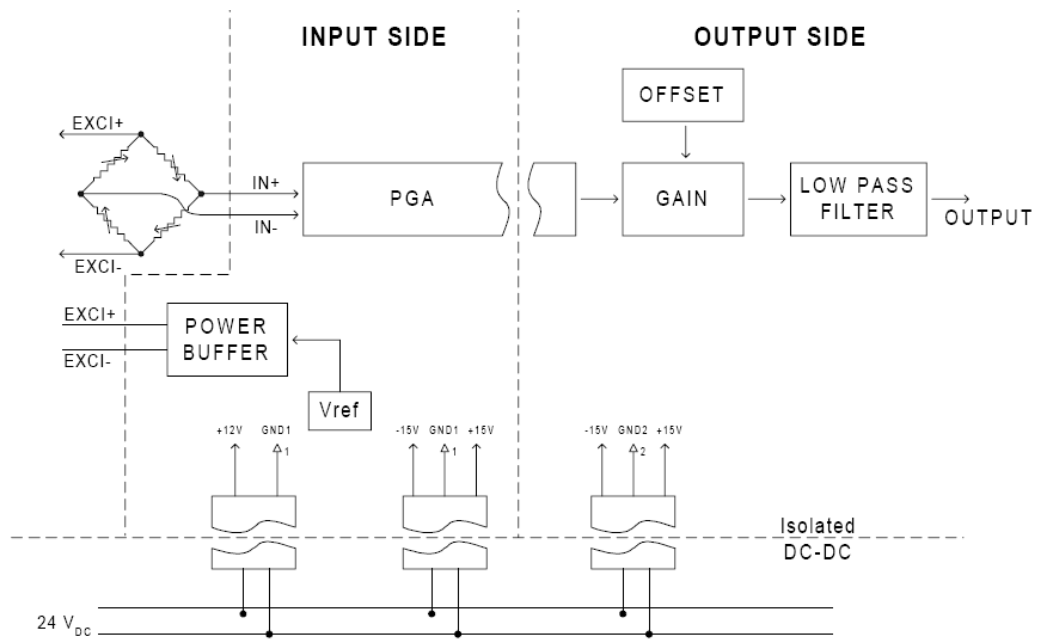 INPUT SIDE
OUTPUT SIDE
OFFSET
EXCI+
IN+
PGA
GAIN
LOW PASS
FILTER
OUTPUT
IN-
EXCI-
EXCI+
POWER
BUFFER
EXCI-
Vref
+12V
GND1
1
-15V
GND1
+15V
1
-15V
GND2
+15V
2
Isolated
DC-DC
24 VDC